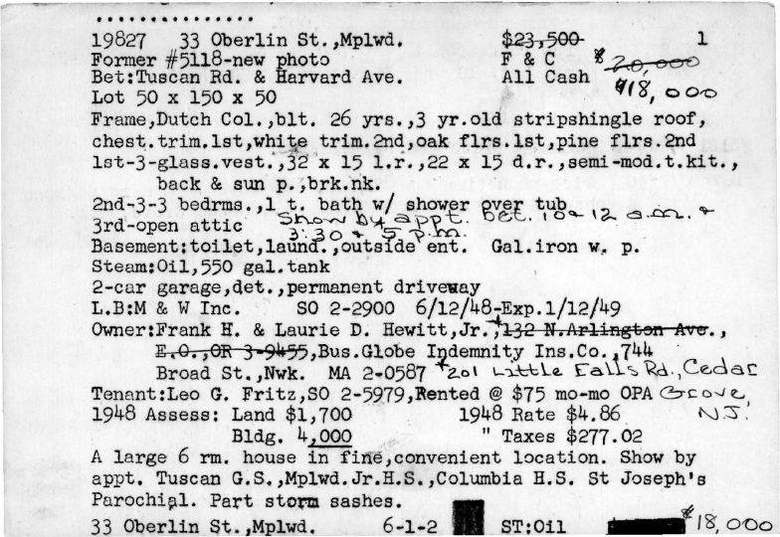 19827    33 Oberlin St.,Mplwd.    $23,500    1
Former #5118-new photo    F & C    $20,000
Bet:Tuscan Rd. & Harvard Ave.    All Cash    $18,000
Lot 50 x 150 x 50
Frame,Dutch Col.,blt. 26 yrs.,3 yr.old stripshingle roof,
chest.trim.1st,white trim.2nd,oak flrs.1st,pine flrs.2nd
1st-3-glass.vest.,32 x 15 l.r.,22 x 15 d.r.,semi-mod.t.kit.,
back & sun p.,brk.nk.
2nd-3-3 bedrms.,1 t. bath w/ shower over tub
3rd-open attic    Show by appt. bet. 10 & 12 a.m. &
3:30 & 5 p.m.
Basement:toilet,laund.,outside ent.  Gal.iron w. p.
Steam:Oil,550 gal.tank
2-car garage,det.,permanent driveway
L.B:M & W Inc.    SO 2-2900  6/12/48-Exp.1/12/49
Owner:Frank H. & Laurie D. Hewitt,Jr.,*132 N.Arlington Ave.,
E.O.,OR 3-9455,Bus.Globe Indemnity Ins.Co.,744
Broad St.,Nwk.  MA 2-0587  *201 Little Falls Rd., Cedar
Tenant:Leo G. Fritz,SO 2-5979,Rented @ $75 mo-mo OPA  Grove,
1948 Assess: Land $1,700    1948 Rate $4.86    N.J.
Bldg. 4,000    " Taxes $277.02
A large 6 rm. house in fine,convenient location. Show by
appt. Tuscan G.S.,Mplwd.Jr.H.S.,Columbia H.S. St Joseph's
Parochial. Part storm sashes.
33 Oberlin St.,Mplwd.    6-1-2    ST:Oil    $18,000